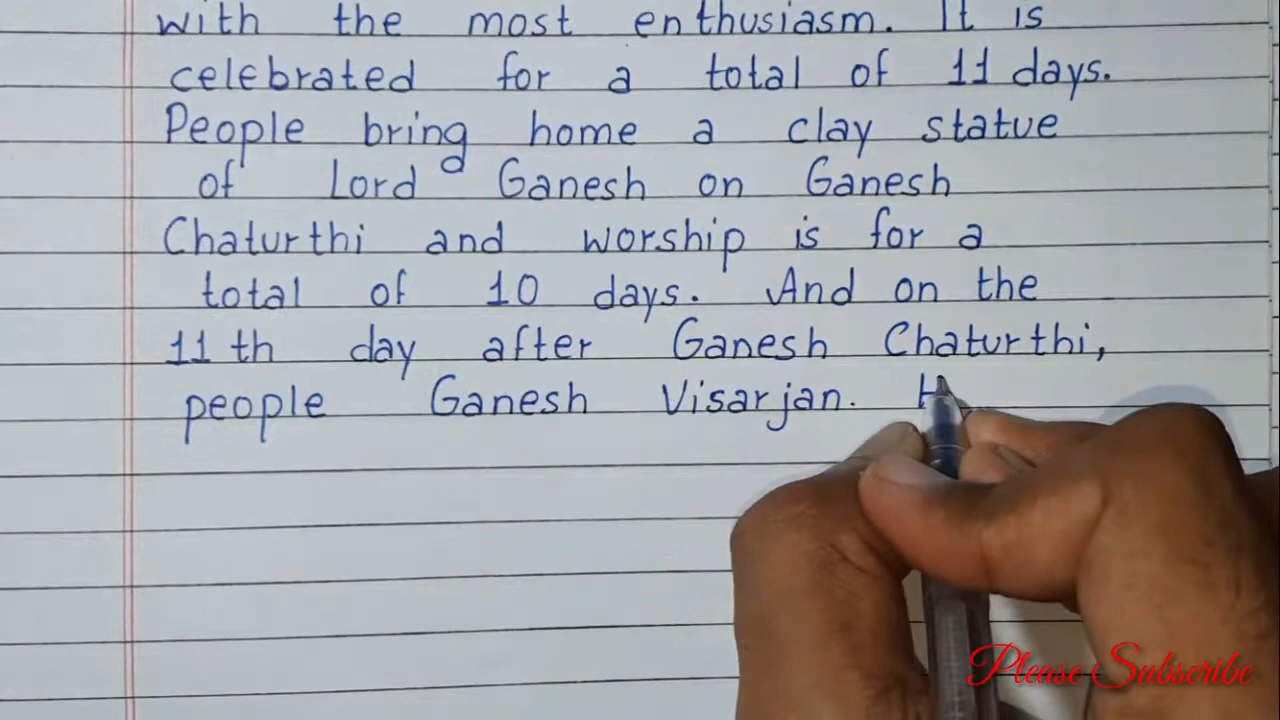 with the most enthusiasm. It is
celebrated for a total of 11 days.
People bring home a clay statue
of Lord Ganesh on Ganesh
Chaturthi and worship is for a
total of 10 days. And on the
11th day after Ganesh Chaturthi,
people Ganesh Visarjan. H
Please Subscribe